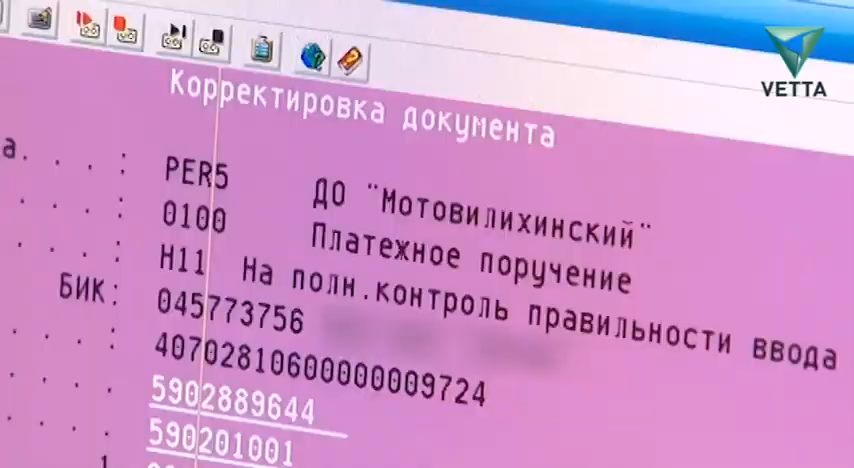 VETTA
Корректировка документа
а. . . : PER5 ДО "Мотовилихинский"
. . . : 0100 Платежное поручение
. . . : Н11 На полн.контроль правильности ввода
БИК: 045773756
. . . . : 40702810600000009724
. . . . 5902889644
. . . . 590201001